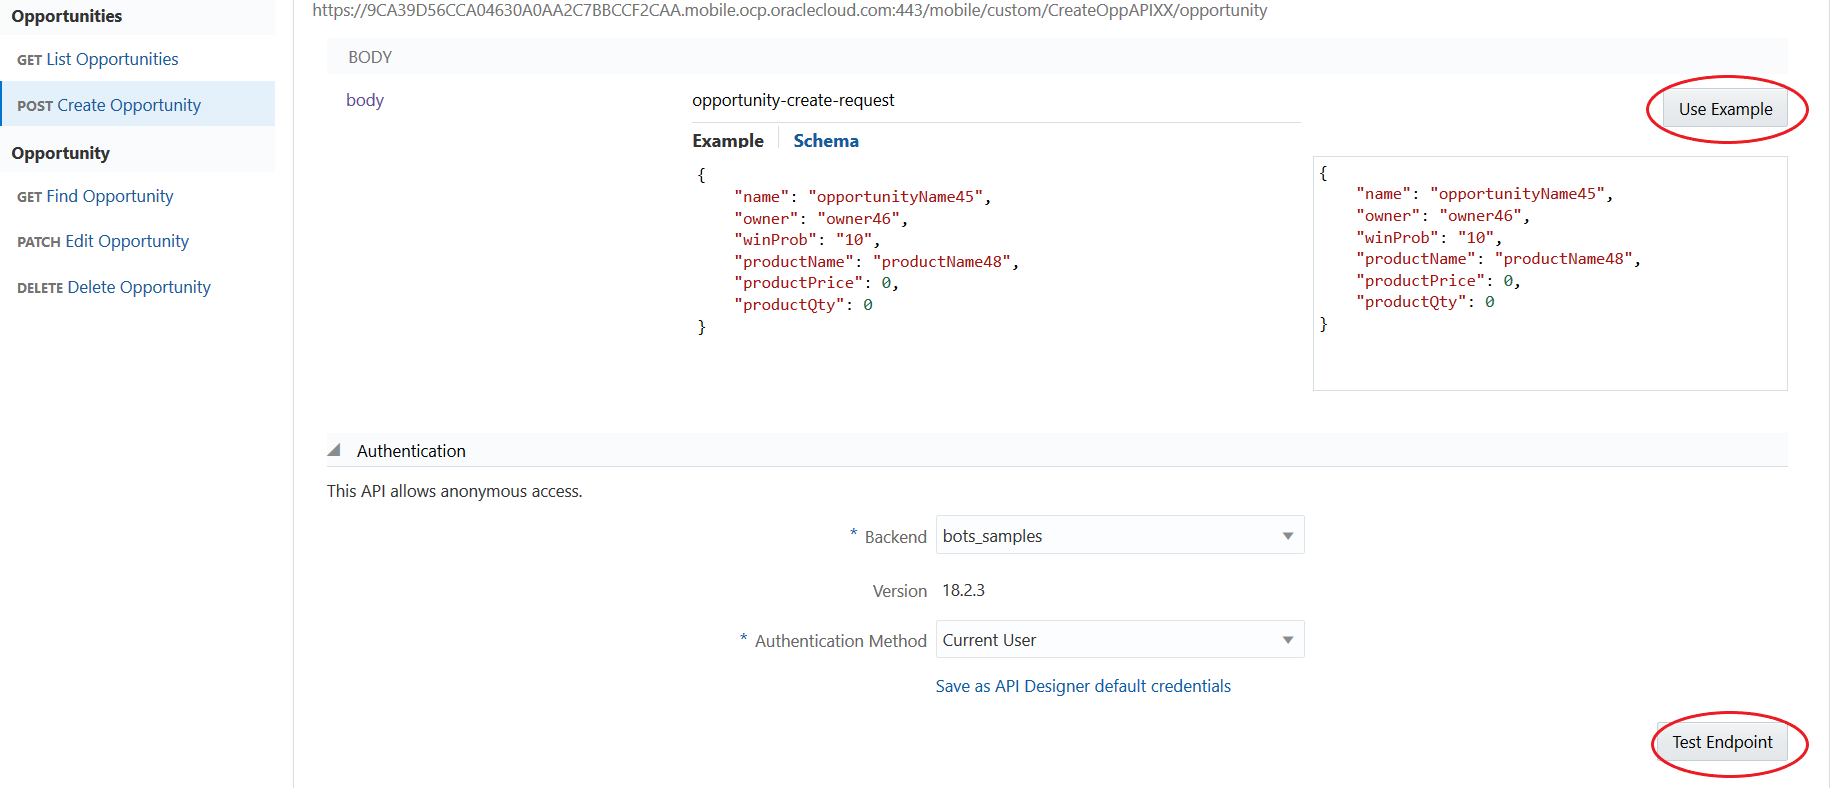 https://9CA39D56CCA04630A0AA2C7BBCCF2CAA.mobile.ocp.oraclecloud.com:443/mobile/custom/CreateOppAPIXX/opportunity
Opportunities
GET List Opportunities
POST Create Opportunity
Opportunity
GET Find Opportunity
PATCH Edit Opportunity
DELETE Delete Opportunity
BODY
body
opportunity-create-request
Use Example
Example Schema
{
"name": "opportunityName45",
"owner": "owner46",
"winProb": "10",
"productName": "productName48",
"productPrice": 0,
"productQty": 0
}
{
"name": "opportunityName45",
"owner": "owner46",
"winProb": "10",
"productName": "productName48",
"productPrice": 0,
"productQty": 0
}
Authentication
This API allows anonymous access.
* Backend bots_samples
Version 18.2.3
* Authentication Method Current User
Save as API Designer default credentials
Test Endpoint